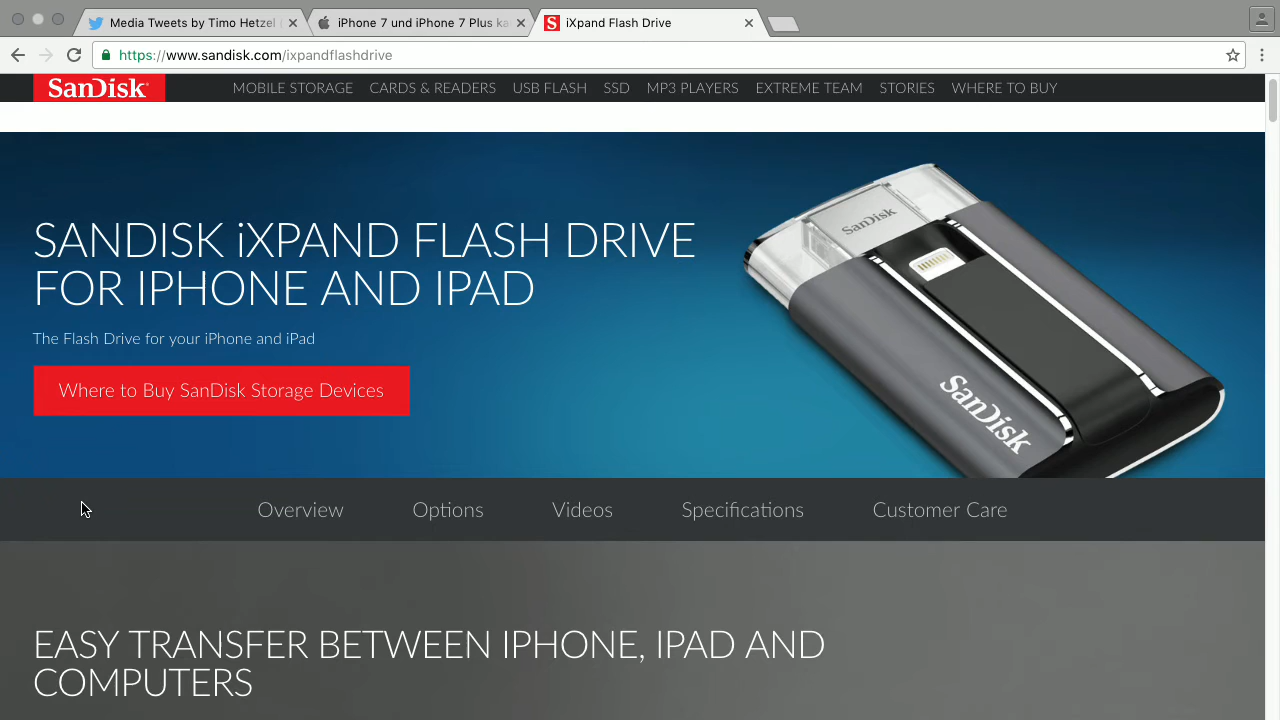 Media Tweets by Timo Hetzel
iPhone 7 und iPhone 7 Plus ka
iXpand Flash Drive
https://www.sandisk.com/ixpandflashdrive
SanDisk
MOBILE STORAGE CARDS & READERS USB FLASH SSD MP3 PLAYERS EXTREME TEAM STORIES WHERE TO BUY
SANDISK iXPAND FLASH DRIVE
FOR IPHONE AND IPAD
The Flash Drive for your iPhone and iPad
Where to Buy SanDisk Storage Devices
SanDisk
SanDisk
Overview Options Videos Specifications Customer Care
EASY TRANSFER BETWEEN IPHONE, IPAD AND
COMPUTERS